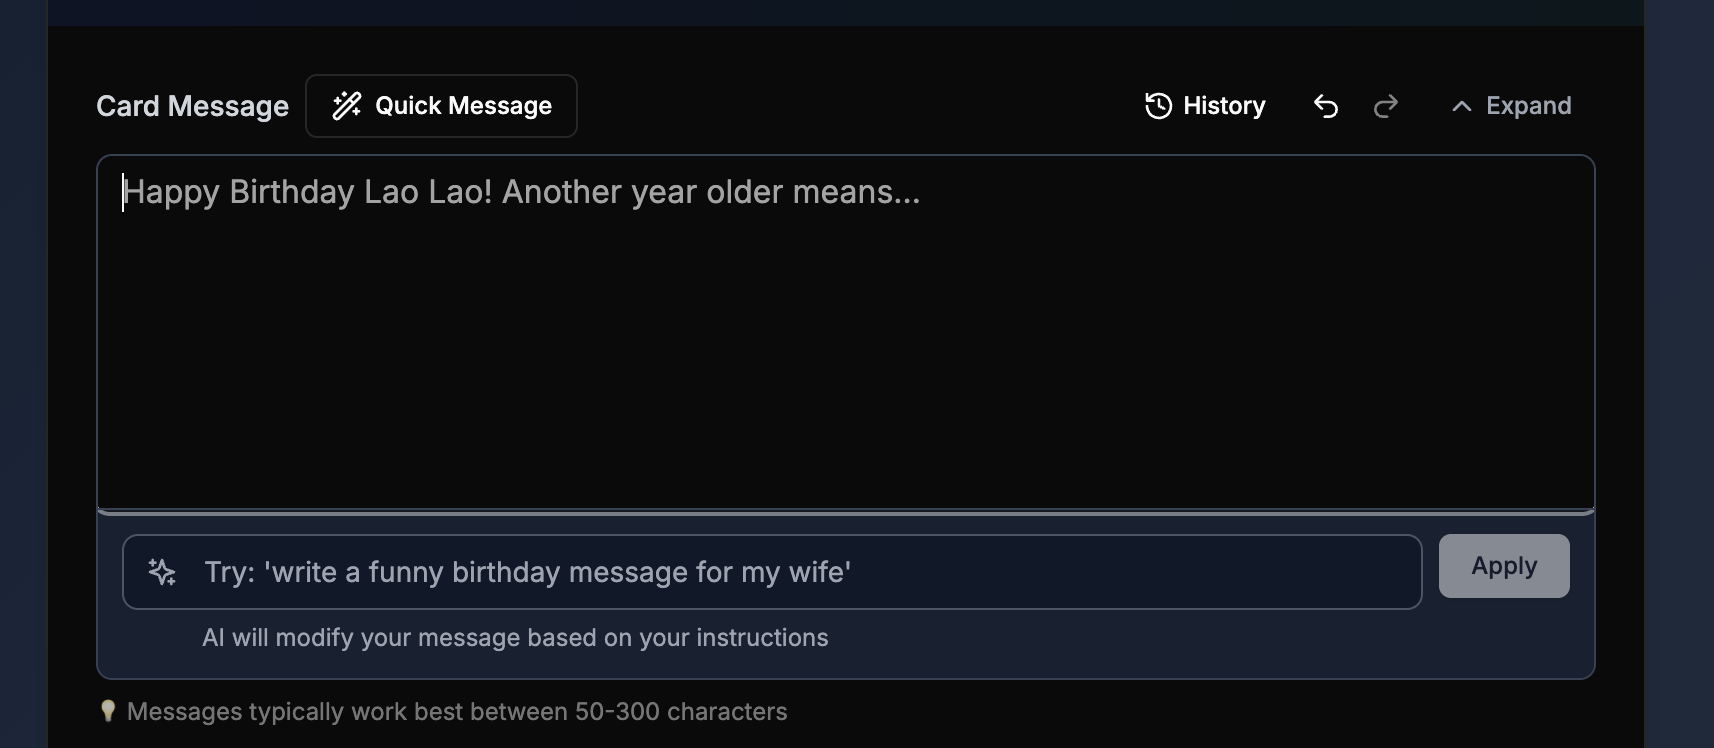 Card Message
Quick Message
History
Expand
Happy Birthday Lao Lao! Another year older means...
Try: 'write a funny birthday message for my wife'
Apply
AI will modify your message based on your instructions
Messages typically work best between 50-300 characters